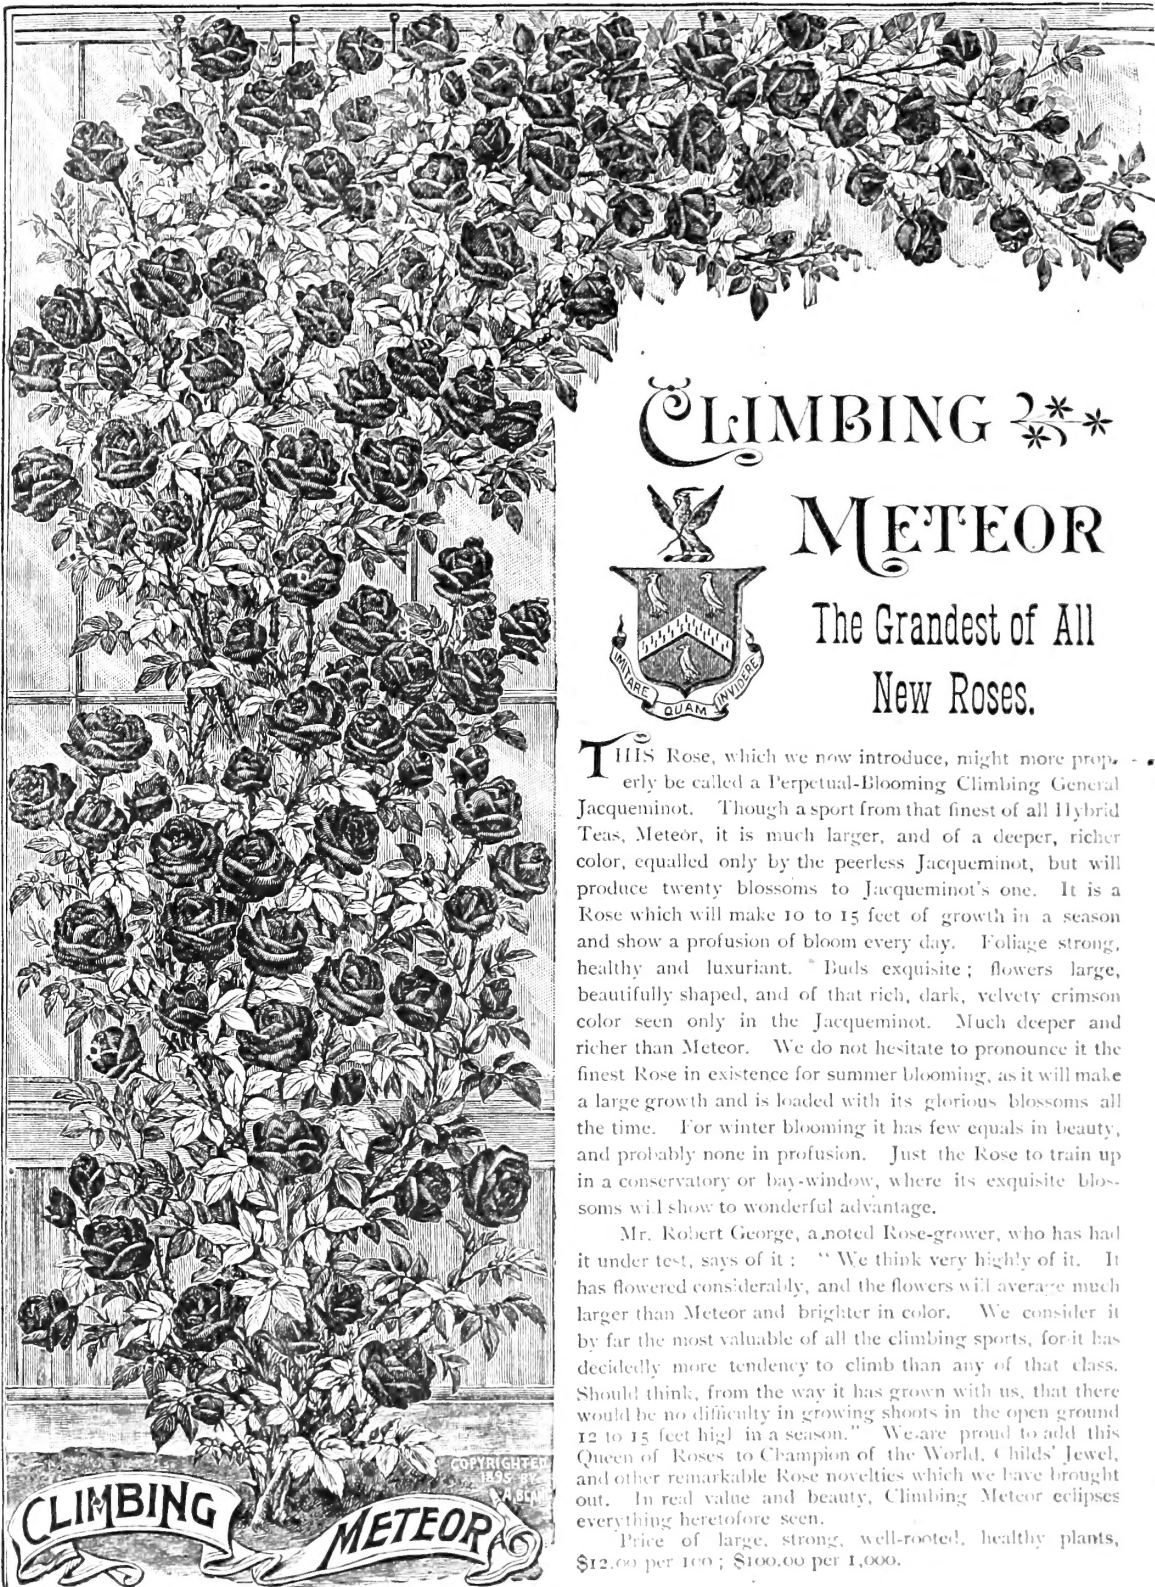 CLIMBING
METEOR
The Grandest of All
New Roses.
IMITARE QUAM INVIDERE
THIS Rose, which we now introduce, might more prop-
erly be called a Perpetual-Blooming Climbing General
Jacqueminot. Though a sport from that finest of all Hybrid
Teas, Meteor, it is much larger, and of a deeper, richer
color, equalled only by the peerless Jacqueminot, but will
produce twenty blossoms to Jacqueminot's one. It is a
Rose which will make 10 to 15 feet of growth in a season
and show a profusion of bloom every day. Foliage strong,
healthy and luxuriant. Buds exquisite; flowers large,
beautifully shaped, and of that rich, dark, velvety crimson
color seen only in the Jacqueminot. Much deeper and
richer than Meteor. We do not hesitate to pronounce it the
finest Rose in existence for summer blooming, as it will make
a large growth and is loaded with its glorious blossoms all
the time. For winter blooming it has few equals in beauty,
and probably none in profusion. Just the Rose to train up
in a conservatory or bay-window, where its exquisite blos-
soms will show to wonderful advantage.
Mr. Robert George, a noted Rose-grower, who has had
it under test, says of it: "We think very highly of it. It
has flowered considerably, and the flowers will average much
larger than Meteor and brighter in color. We consider it
by far the most valuable of all the climbing sports, for it has
decidedly more tendency to climb than any of that class.
Should think, from the way it has grown with us, that there
would be no difficulty in growing shoots in the open ground
12 to 15 feet high in a season." We are proud to add this
Queen of Roses to Champion of the World, Childs' Jewel,
and other remarkable Rose novelties which we have brought
out. In real value and beauty, Climbing Meteor eclipses
everything heretofore seen.
Price of large, strong, well-rooted, healthy plants,
$12.00 per 100; $100.00 per 1,000.
COPYRIGHTED
1895 BY
A. BLANC
CLIMBING METEOR